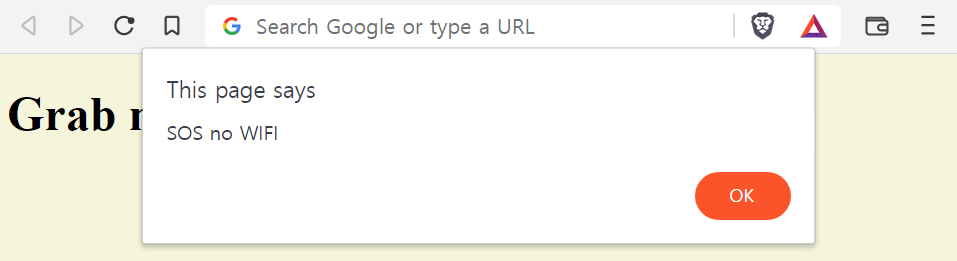 Search Google or type a URL
This page says
Grab
SOS no WIFI
OK